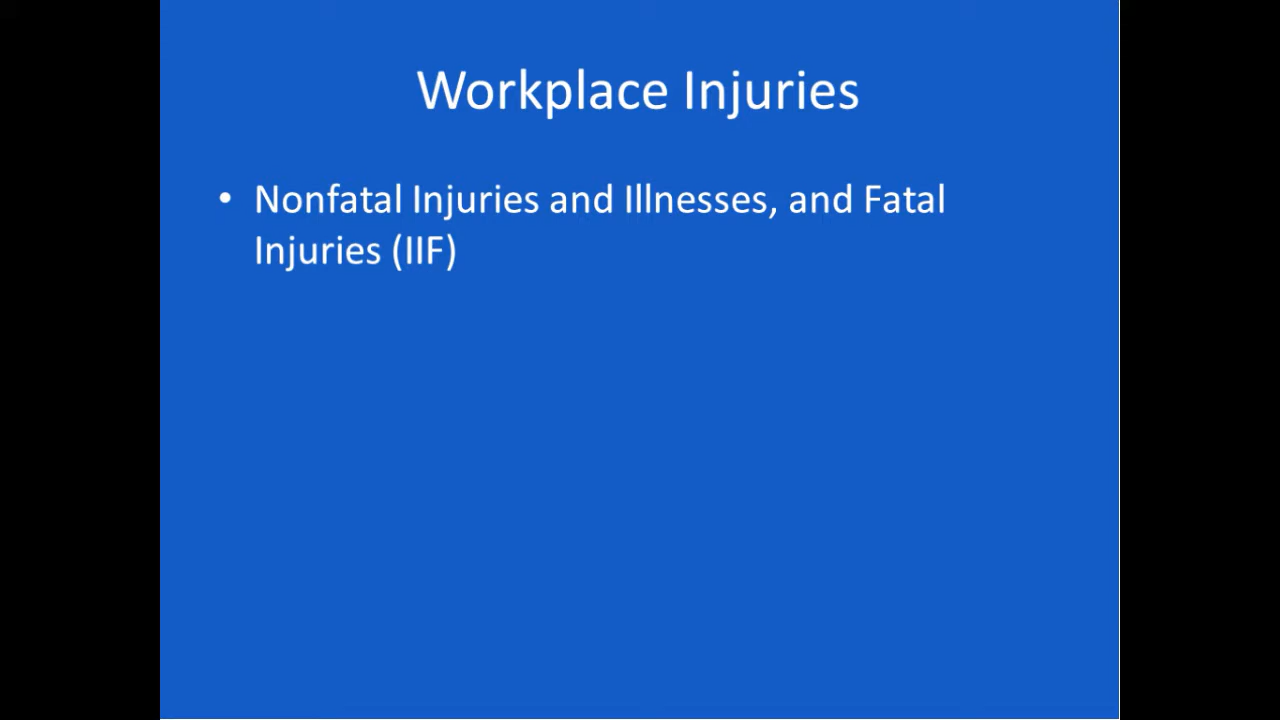 Workplace Injuries
• Nonfatal Injuries and Illnesses, and Fatal
Injuries (IIF)